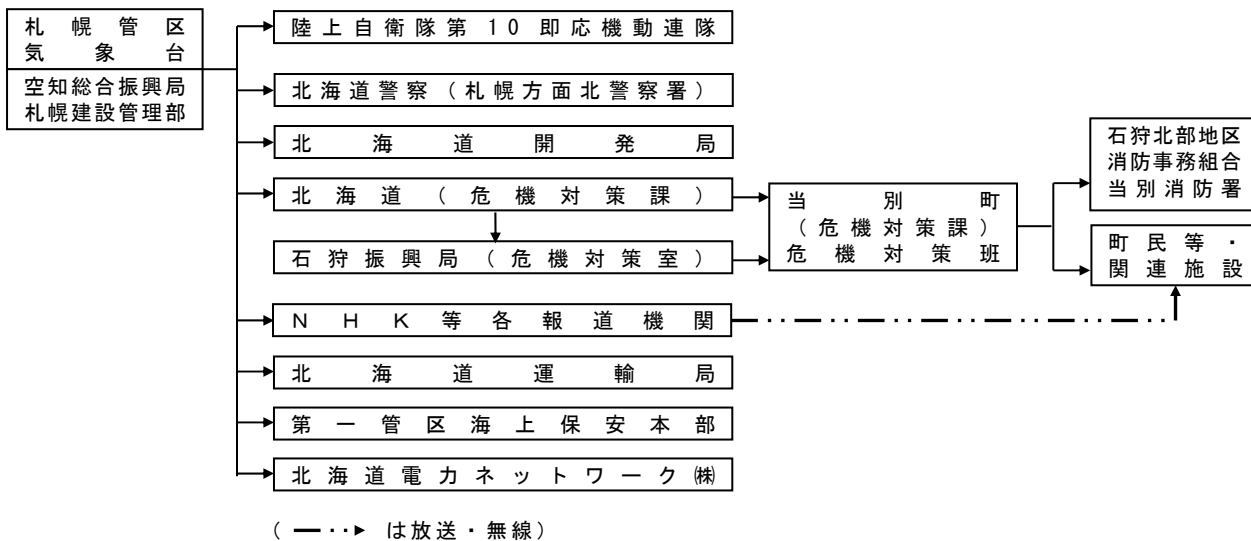 札幌管区
気象台
空知総合振興局
札幌建設管理部
陸上自衛隊第10即応機動連隊
北海道警察（札幌方面北警察署）
北海道開発局
北海道（危機対策課）
石狩振興局（危機対策室）
NHK等各報道機関
北海道運輸局
第一管区海上保安本部
北海道電力ネットワーク㈱
当別町
（危機対策課）
危機対策班
石狩北部地区
消防事務組合
当別消防署
町民等・
関連施設
（ は放送・無線）